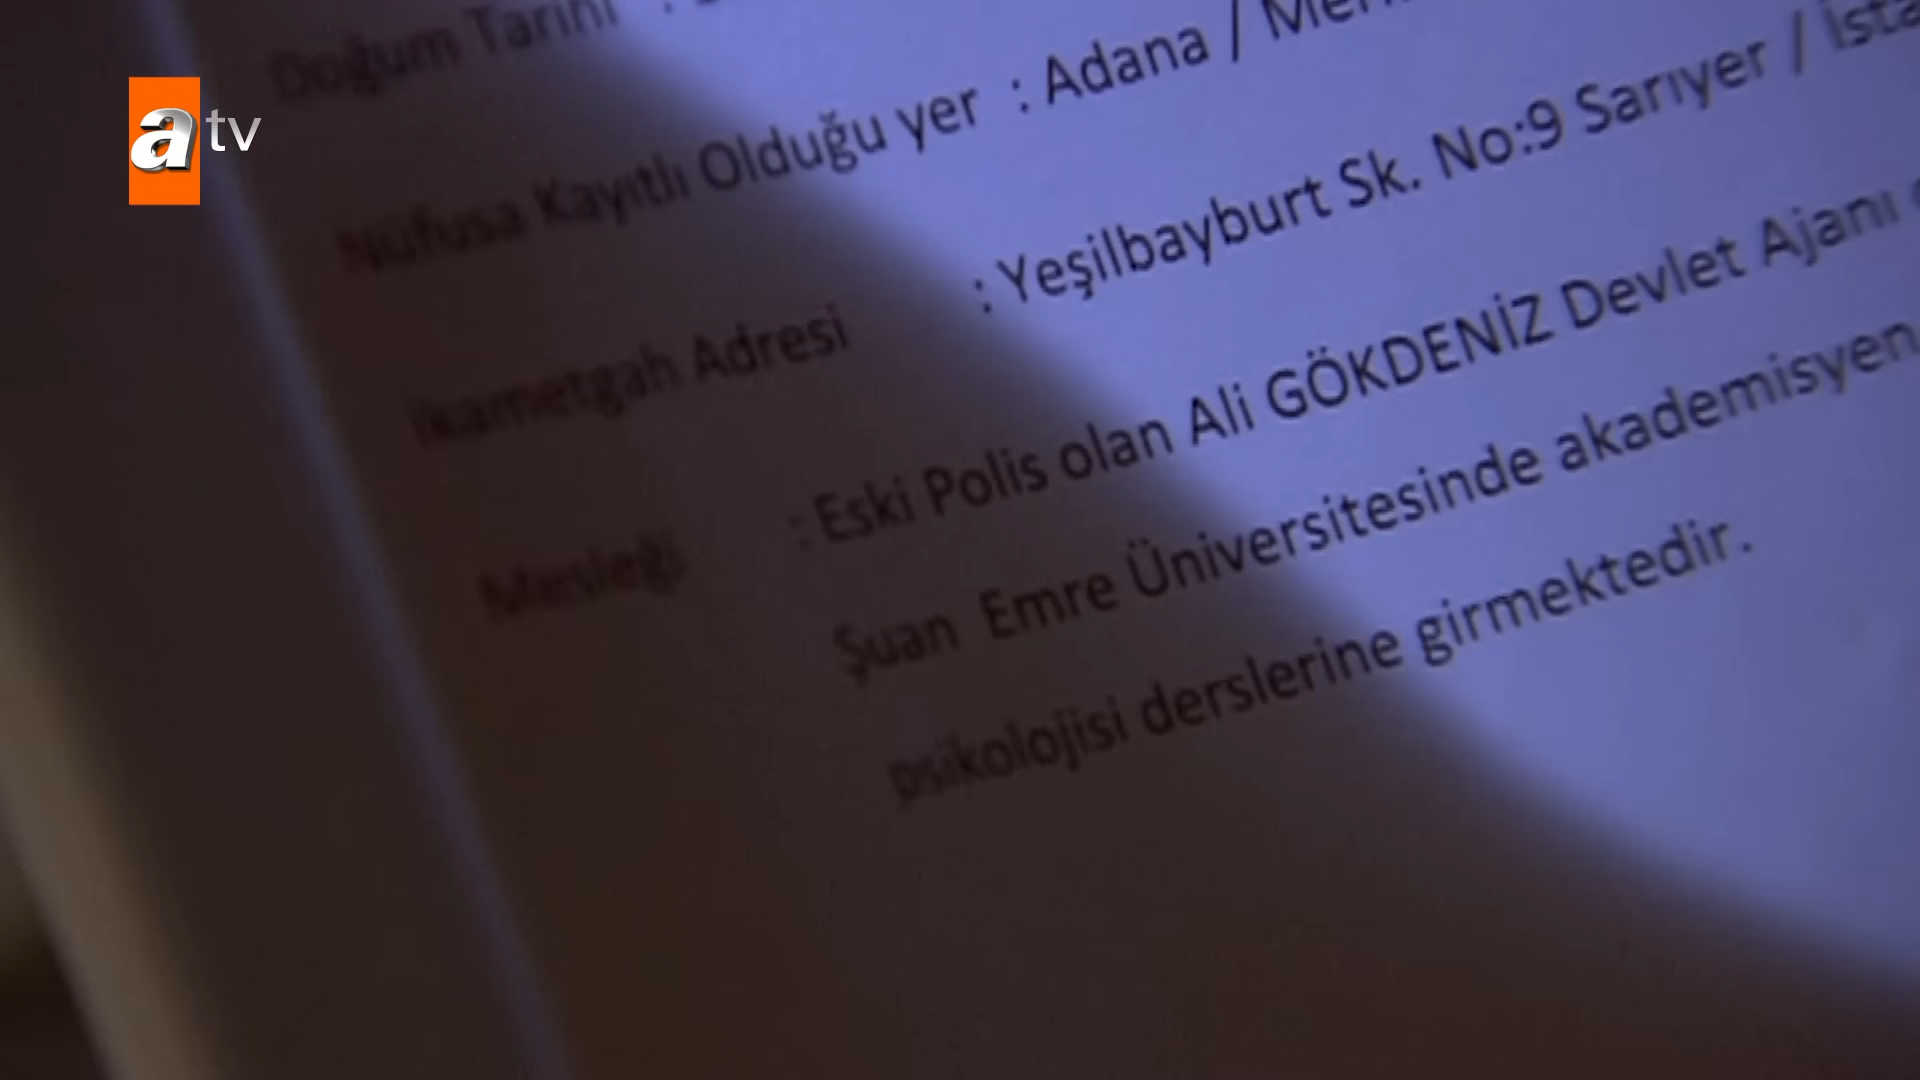 atv
Doğum Tarihi :
Nüfusa Kayıtlı Olduğu yer : Adana /
İkametgah Adresi : Yeşilbayburt Sk. No:9 Sarıyer /
Mesleği : Eski Polis olan Ali GÖKDENİZ Devlet Ajanı
Şuan Emre Üniversitesinde akademisyen
psikolojisi derslerine girmektedir.